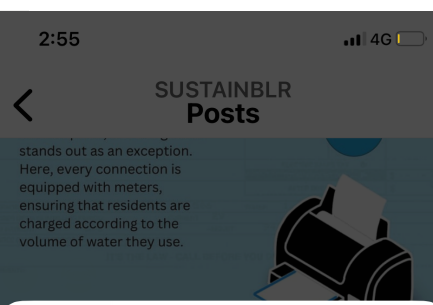 2:55
4G
SUSTAINBLR
Posts
stands out as an exception.
Here, every connection is
equipped with meters,
ensuring that residents are
charged according to the
volume of water they use.